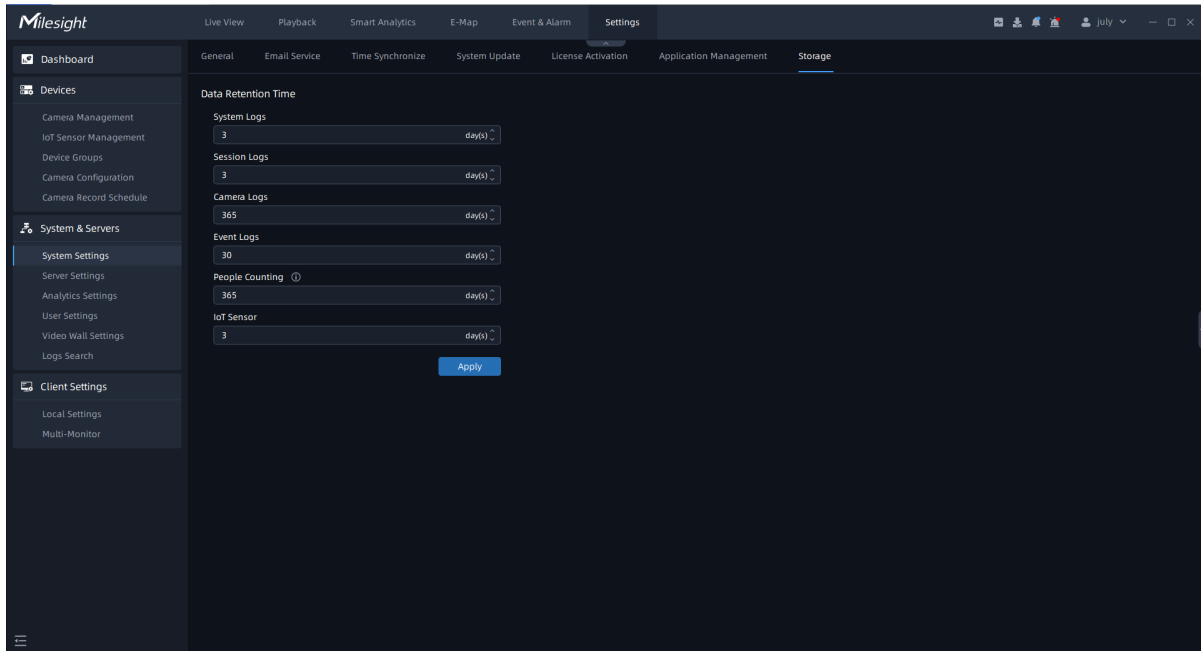 Milesight
Live View Playback Smart Analytics E-Map Event & Alarm Settings july
Dashboard
Devices
Camera Management
IoT Sensor Management
Device Groups
Camera Configuration
Camera Record Schedule
System & Servers
System Settings
Server Settings
Analytics Settings
User Settings
Video Wall Settings
Logs Search
Client Settings
Local Settings
Multi-Monitor
General Email Service Time Synchronize System Update License Activation Application Management Storage
Data Retention Time
System Logs
3 day(s)
Session Logs
3 day(s)
Camera Logs
365 day(s)
Event Logs
30 day(s)
People Counting
365 day(s)
IoT Sensor
3 day(s)
Apply